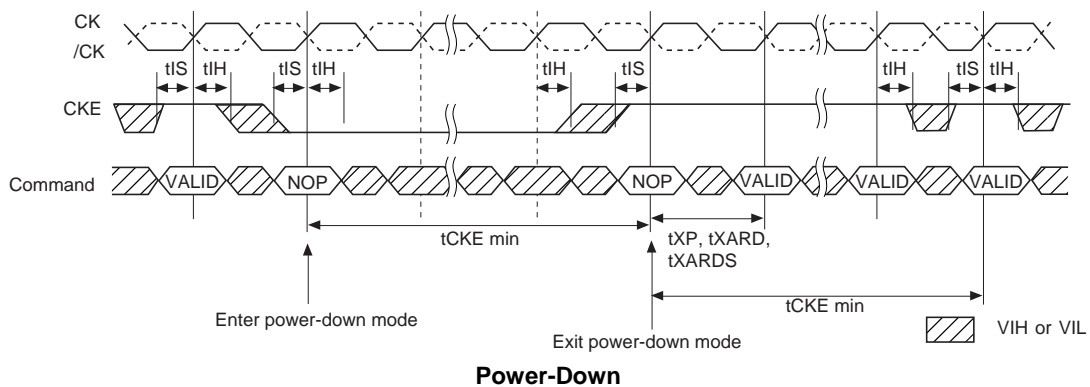 CK
/CK
tIS tIH tIS tIH tIH tIS tIH tIS tIH
CKE
Command VALID NOP NOP VALID VALID VALID
tCKE min
tXP, tXARD,
tXARDS
tCKE min
Enter power-down mode
Exit power-down mode
VIH or VIL
Power-Down